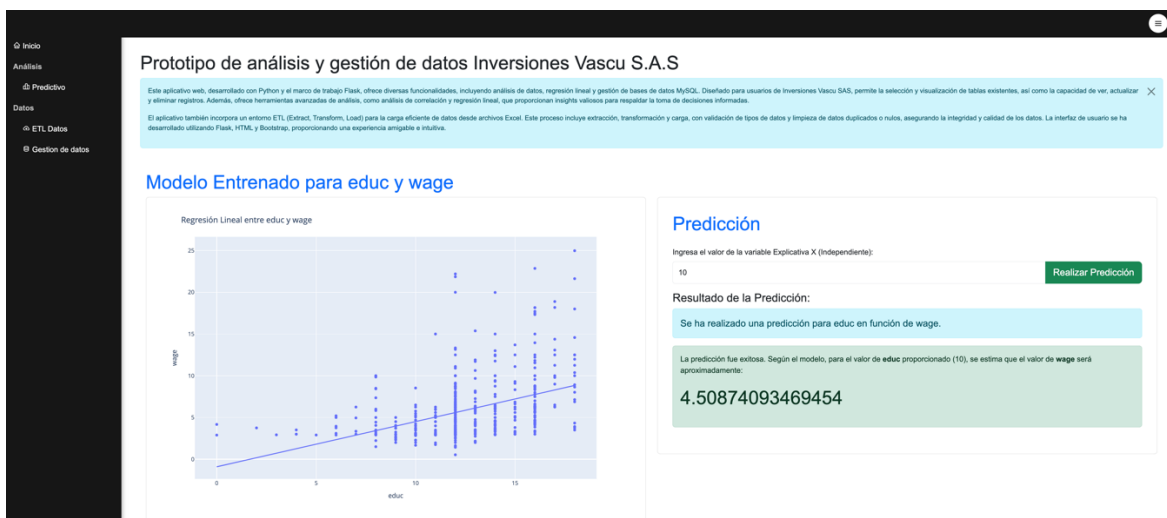 Inicio
Análisis
Predictivo
Datos
ETL Datos
Gestion de datos
Prototipo de análisis y gestión de datos Inversiones Vascu S.A.S
Este aplicativo web, desarrollado con Python y el marco de trabajo Flask, ofrece diversas funcionalidades, incluyendo análisis de datos, regresión lineal y gestión de bases de datos MySQL. Diseñado para usuarios de Inversiones Vascu SAS, permite la selección y visualización de tablas existentes, así como la capacidad de ver, actualizar
y eliminar registros. Además, ofrece herramientas avanzadas de análisis, como análisis de correlación y regresión lineal, que proporcionan insights valiosos para respaldar la toma de decisiones informadas.
El aplicativo también incorpora un entorno ETL (Extract, Transform, Load) para la carga eficiente de datos desde archivos Excel. Este proceso incluye extracción, transformación y carga, con validación de tipos de datos y limpieza de datos duplicados o nulos, asegurando la integridad y calidad de los datos. La interfaz de usuario se ha
desarrollado utilizando Flask, HTML y Bootstrap, proporcionando una experiencia amigable e intuitiva.
Modelo Entrenado para educ y wage
Regresión Lineal entre educ y wage
25
20
15
10
5
0
wage
0 5 10 15
educ
Predicción
Ingresa el valor de la variable Explicativa X (Independiente):
10
Realizar Predicción
Resultado de la Predicción:
Se ha realizado una predicción para educ en función de wage.
La predicción fue exitosa. Según el modelo, para el valor de educ proporcionado (10), se estima que el valor de wage será
aproximadamente:
4.50874093469454